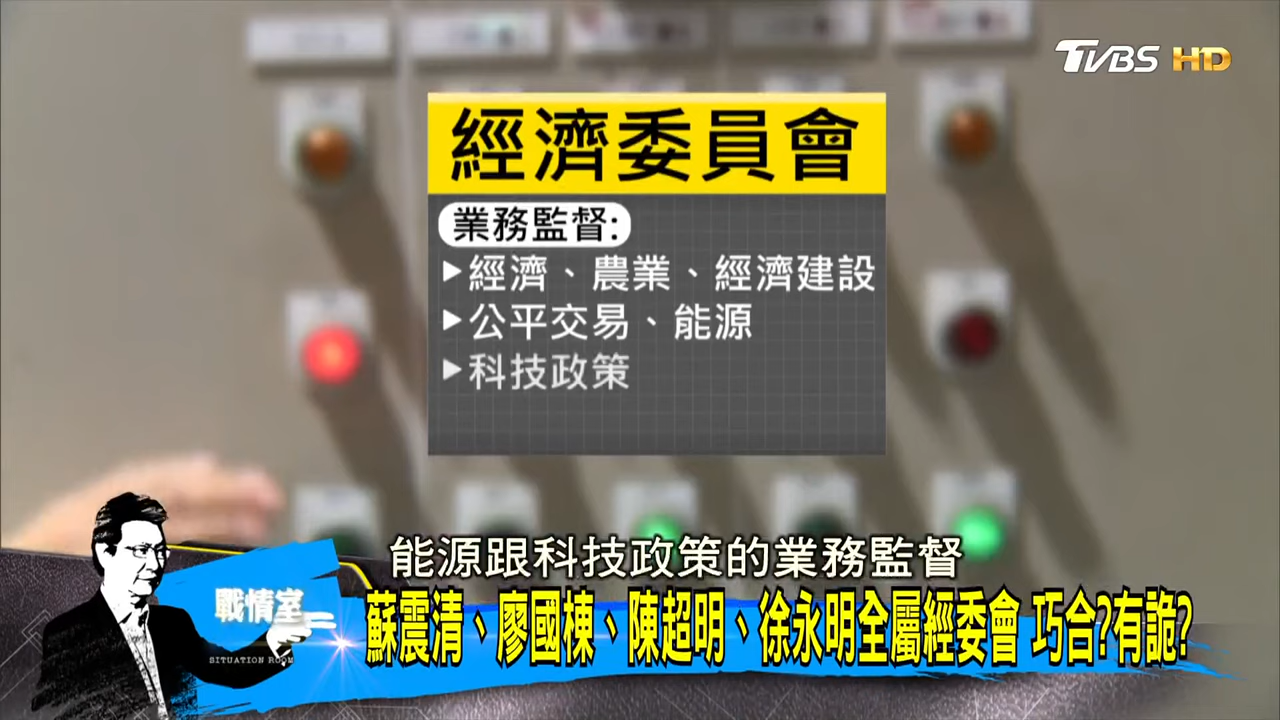 TVBS HD
經濟委員會
業務監督:
▶經濟、農業、經濟建設
▶公平交易、能源
▶科技政策
能源跟科技政策的業務監督
戰情室
SITUATION ROOM
蘇震清、廖國棟、陳超明、徐永明全屬經委會 巧合?有詭?